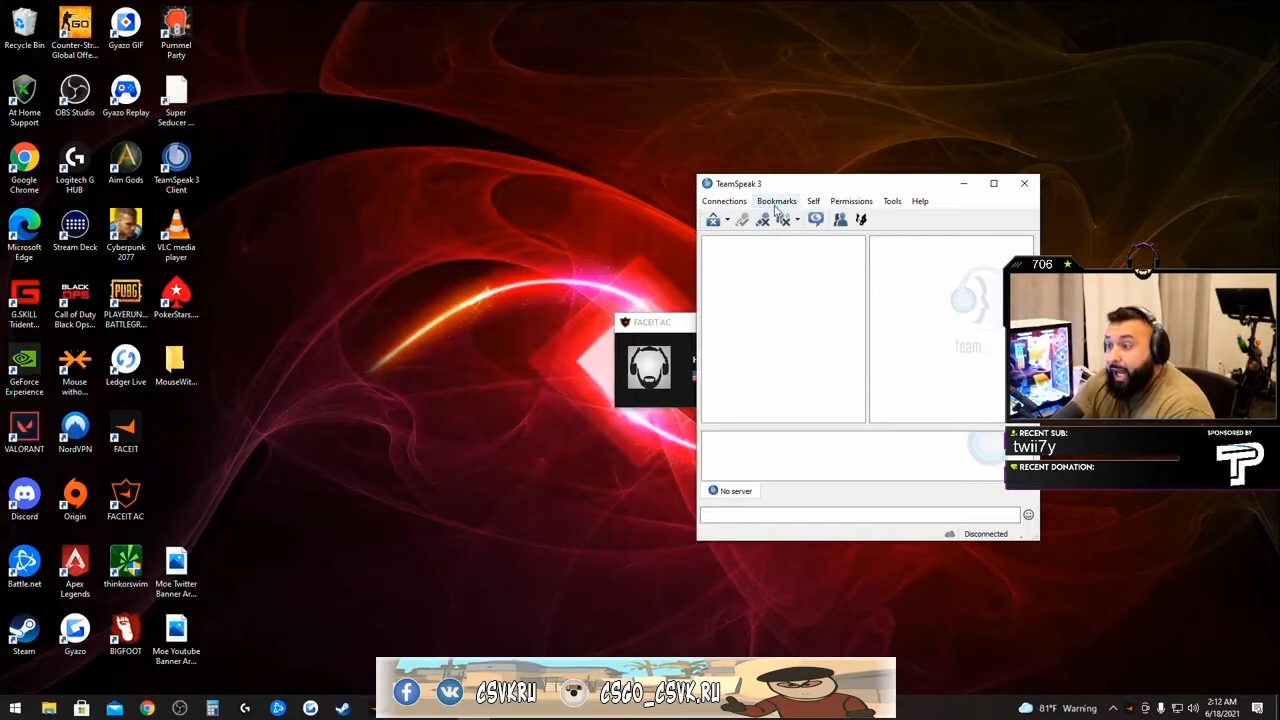 Recycle Bin
Counter-Str...
Global Offe...
Gyazo GIF
Pummel
Party
At Home
Support
OBS Studio
Gyazo Replay
Super
Seducer ...
Google
Chrome
Logitech G
HUB
Aim Gods
TeamSpeak 3
Client
Microsoft
Edge
Stream Deck
Cyberpunk
2077
VLC media
player
G.SKILL
Trident...
BLACK
OPS
Call of Duty
Black Ops...
PUBG
PLAYERUN...
BATTLEGR...
PokerStars....
GeForce
Experience
Mouse
witho...
Ledger Live
MouseWit...
VALORANT
NordVPN
FACEIT
Discord
Origin
FACEIT AC
Battle.net
Apex
Legends
thinkorswim
Moe Twitter
Banner Ar...
Steam
Gyazo
BIGFOOT
Moe Youtube
Banner Ar...
FACEIT AC
TeamSpeak 3
Connections Bookmarks Self Permissions Tools Help
team
No server
Disconnected
706
RECENT SUB:
twii7y
RECENT DONATION:
SPONSORED BY
CSVKRU
CSGO_CSVK.RU
81°F Warning
2:12 AM
6/18/2021